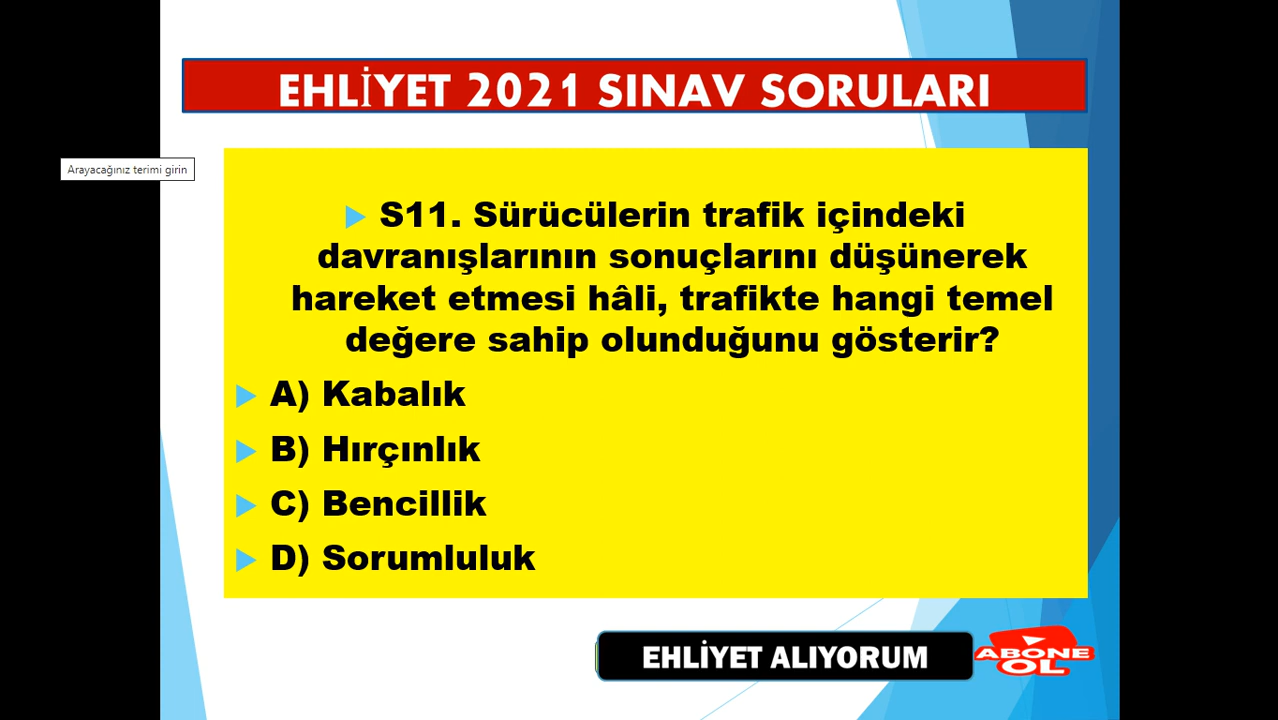 EHLİYET 2021 SINAV SORULARI
Arayacağınız terimi girin
S11. Sürücülerin trafik içindeki
davranışlarının sonuçlarını düşünerek
hareket etmesi hâli, trafikte hangi temel
değere sahip olunduğunu gösterir?
A) Kabalık
B) Hırçınlık
C) Bencillik
D) Sorumluluk
EHLİYET ALIYORUM
ABONE
OL